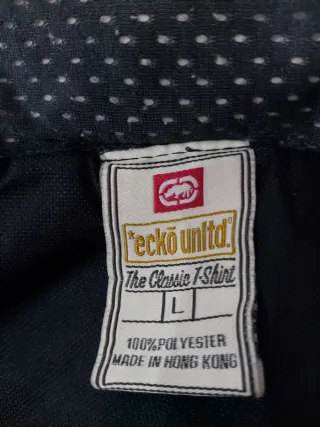 *eckō unltd.®
The Classic T-Shirt
L
100% POLYESTER
MADE IN HONG KONG